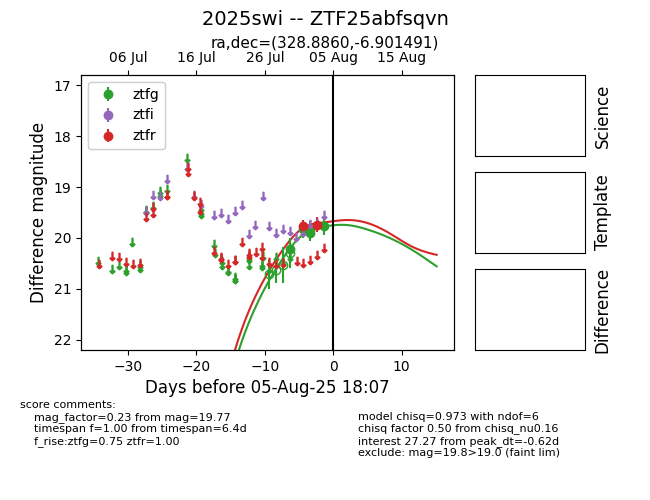 2025swi -- ZTF25abfsqvn
ra,dec=(328.8860,-6.901491)
06 Jul 16 Jul 26 Jul 05 Aug 15 Aug
17
18
19
20
21
22
Difference magnitude
ztfg
ztfi
ztfr
−30 −20 −10 0 10
Days before 05-Aug-25 18:07
Science
Template
Difference
score comments:
mag_factor=0.23 from mag=19.77
timespan f=1.00 from timespan=6.4d
f_rise:ztfg=0.75 ztfr=1.00
model chisq=0.973 with ndof=6
chisq factor 0.50 from chisq_nu0.16
interest 27.27 from peak_dt=-0.62d
exclude: mag=19.8>19.0 (faint lim)